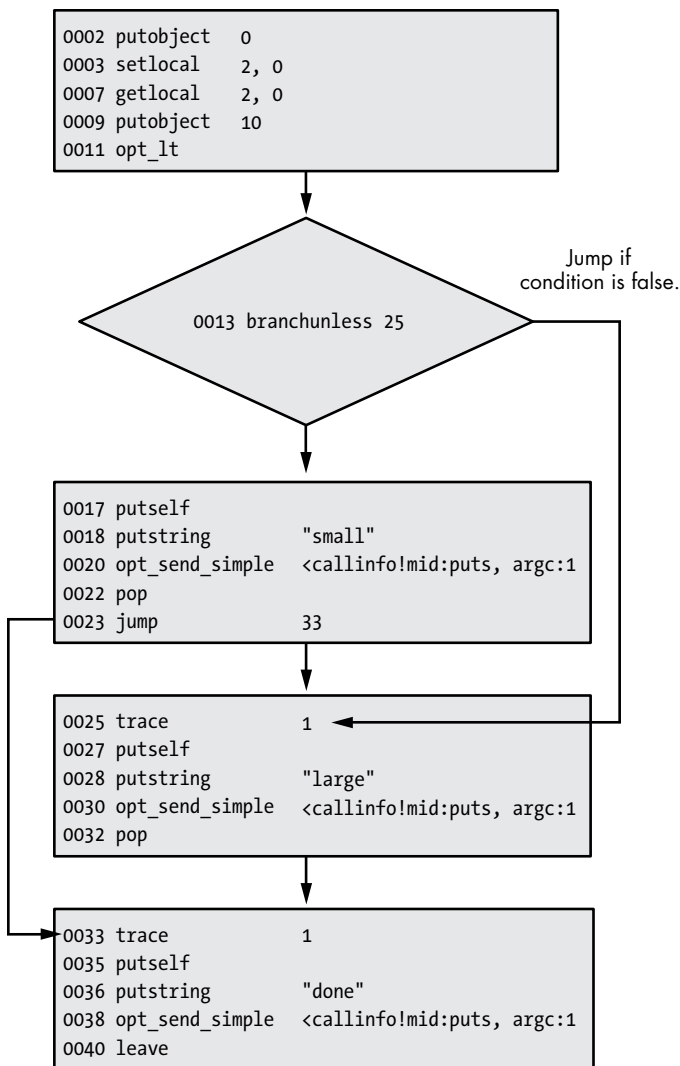 0002 putobject 0
0003 setlocal 2, 0
0007 getlocal 2, 0
0009 putobject 10
0011 opt_lt
Jump if
condition is false.
0013 branchunless 25
0017 putself
0018 putstring "small"
0020 opt_send_simple <callinfo!mid:puts, argc:1
0022 pop
0023 jump 33
0025 trace 1
0027 putself
0028 putstring "large"
0030 opt_send_simple <callinfo!mid:puts, argc:1
0032 pop
0033 trace 1
0035 putself
0036 putstring "done"
0038 opt_send_simple <callinfo!mid:puts, argc:1
0040 leave